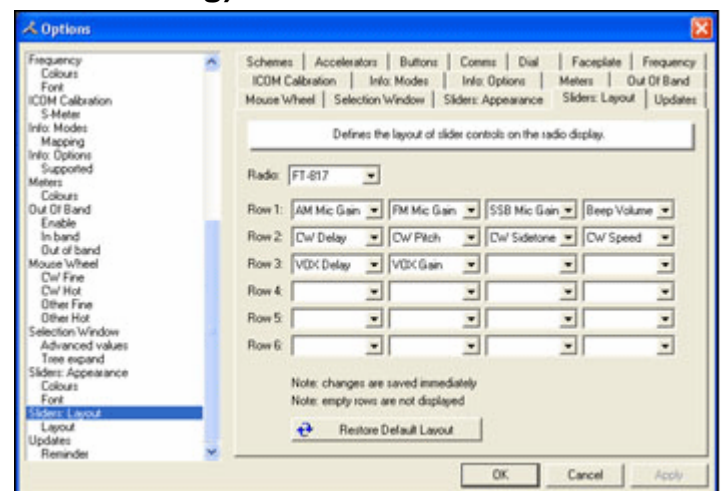 Options
Frequency
Colours
Font
ICOM Calibration
S-Meter
Info: Modes
Mapping
Info: Options
Supported
Meters
Colours
Out Of Band
Enable
In band
Out of band
Mouse Wheel
CW Fine
CW Hot
Other Fine
Other Hot
Selection Window
Advanced values
Tree expand
Sliders: Appearance
Colours
Font
Sliders: Layout
Layout
Updates
Reminder
Schemes Accelerators Buttons Comms Dial Faceplate Frequency
ICOM Calibration Info: Modes Info: Options Meters Out Of Band
Mouse Wheel Selection Window Sliders: Appearance Sliders: Layout Updates
Defines the layout of slider controls on the radio display.
Radio: FT-817
Row 1: AM Mic Gain FM Mic Gain SSB Mic Gain Beep Volume
Row 2: CW Delay CW Pitch CW Sidetone CW Speed
Row 3: VOX Delay VOX Gain
Row 4:
Row 5:
Row 6:
Note: changes are saved immediately
Note: empty rows are not displayed
Restore Default Layout
OK Cancel Apply